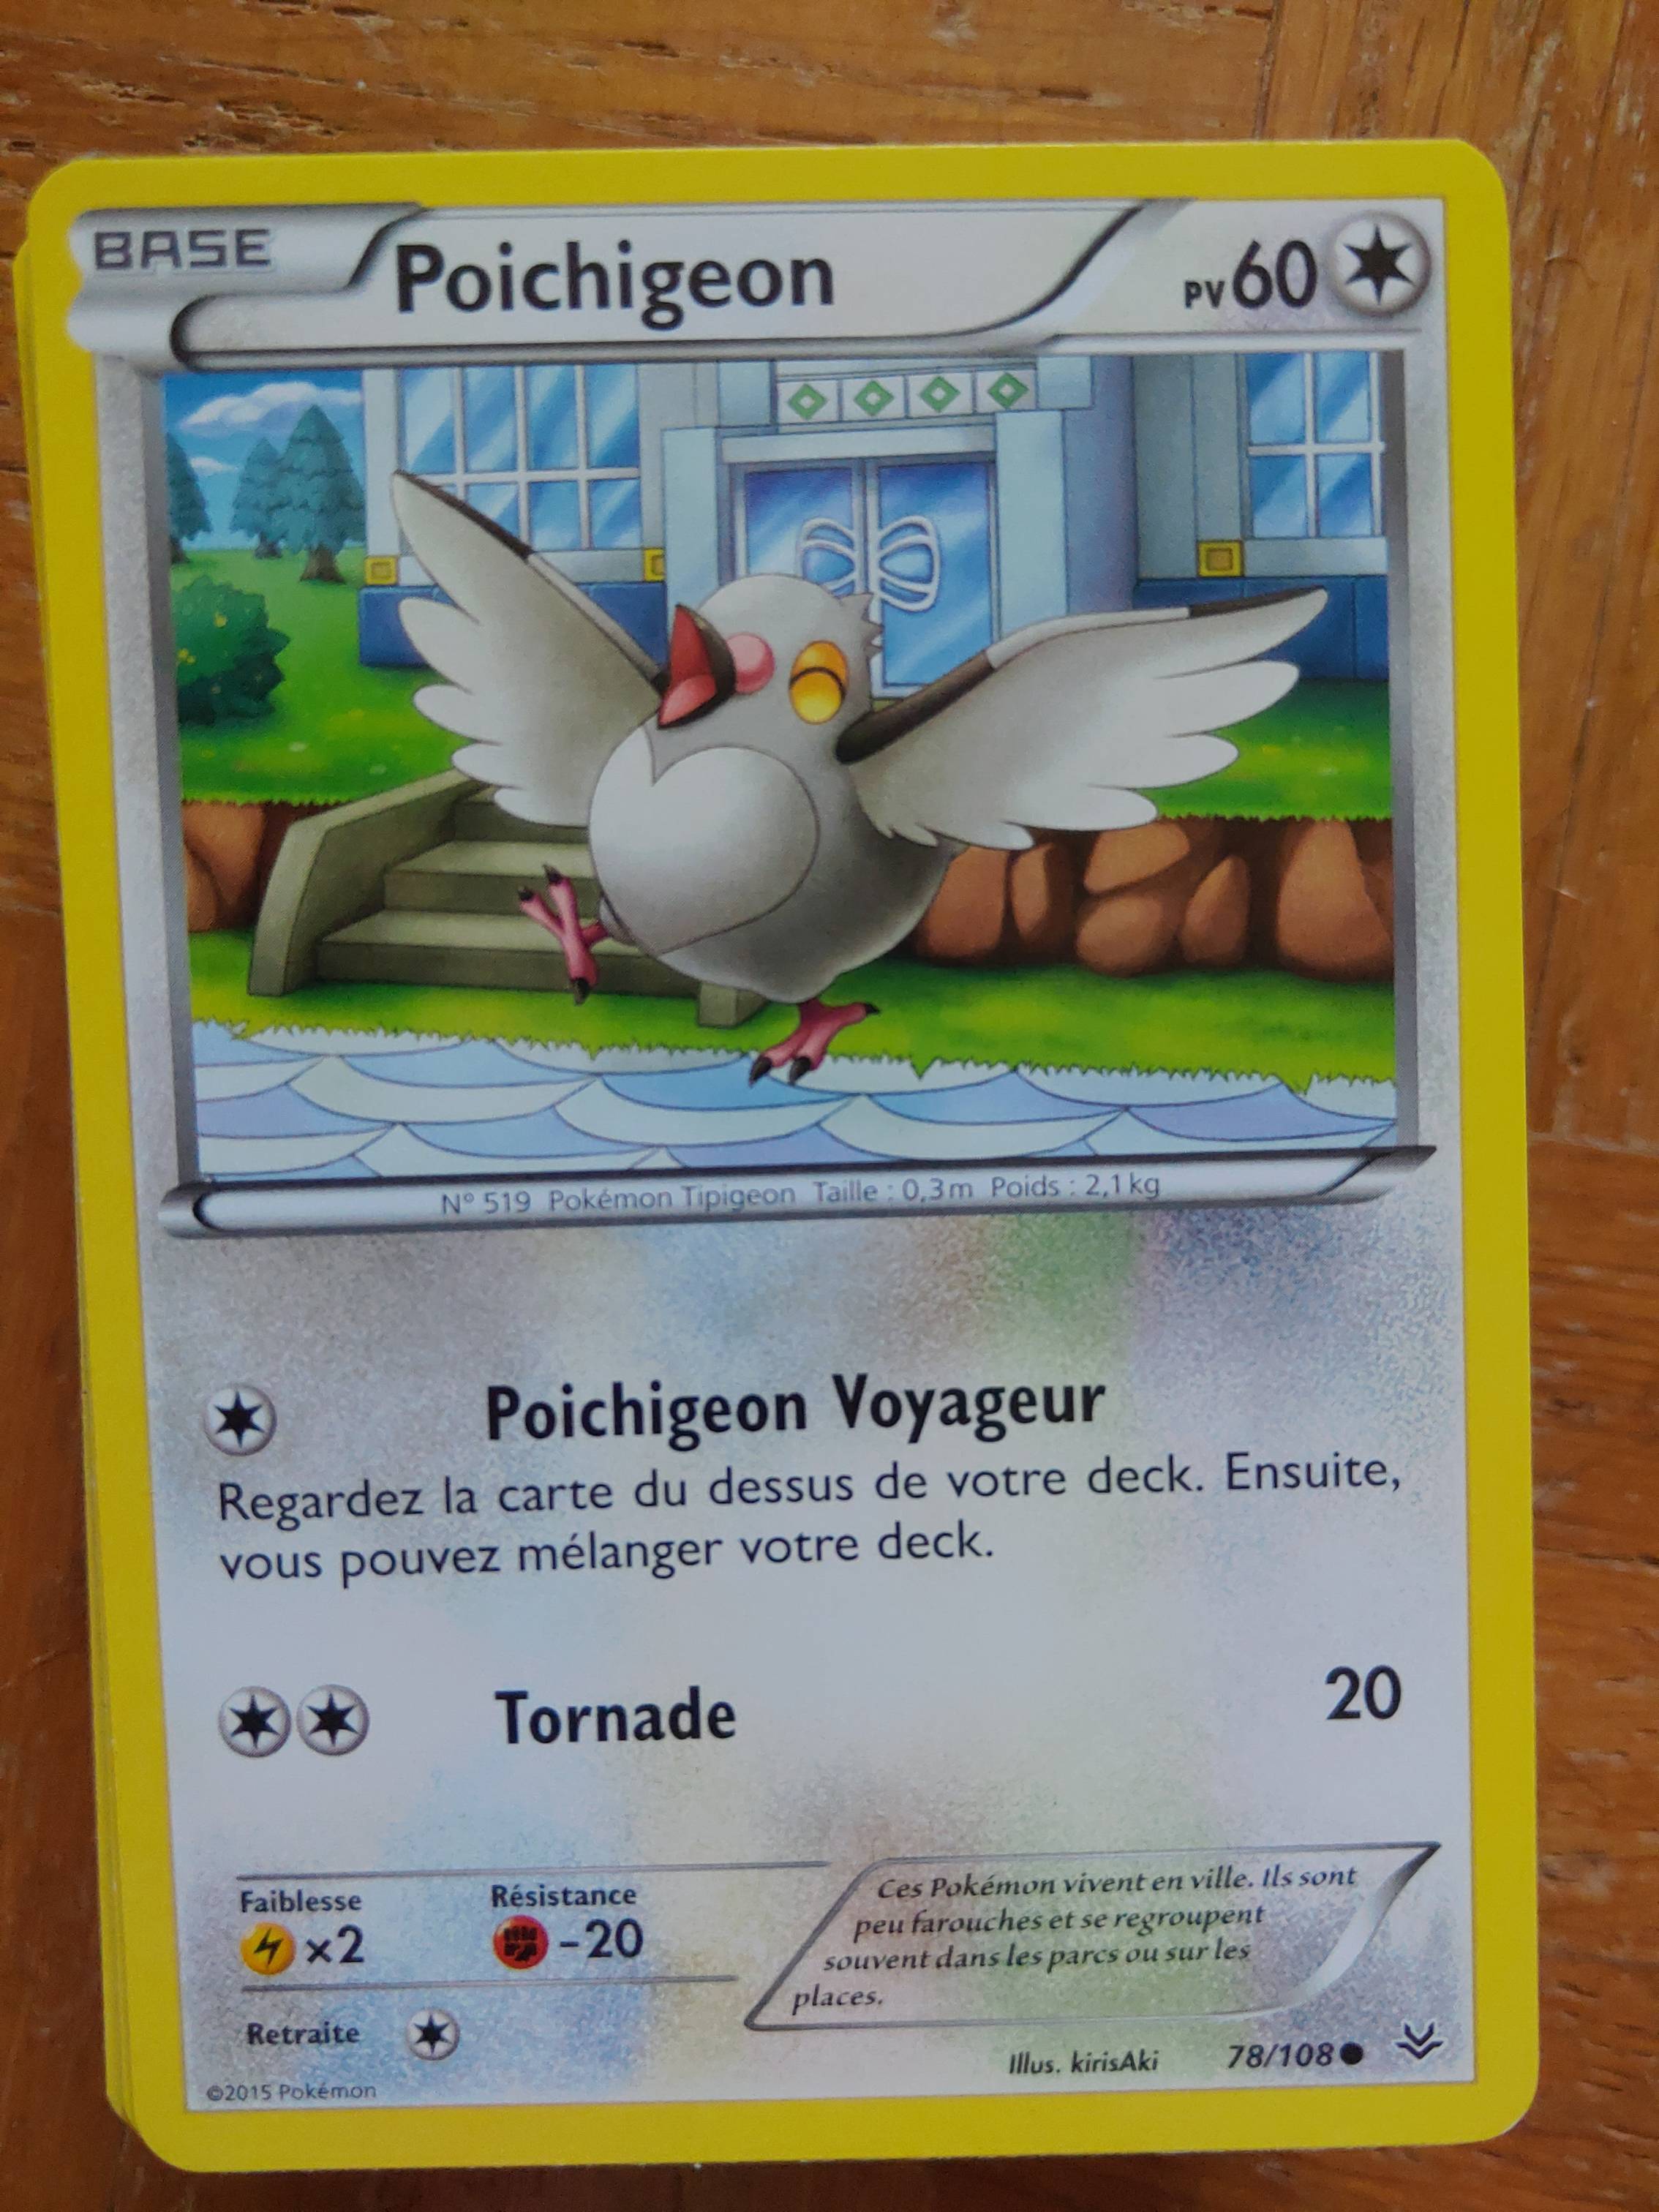 BASE
Poichigeon
PV60
N° 519 Pokémon Tipigeon Taille : 0,3m Poids : 2,1kg
Poichigeon Voyageur
Regardez la carte du dessus de votre deck. Ensuite,
vous pouvez mélanger votre deck.
Tornade 20
Faiblesse
×2
Résistance
-20
Retraite
Ces Pokémon vivent en ville. Ils sont
peu farouches et se regroupent
souvent dans les parcs ou sur les
places.
Illus. kirisAki 78/108
©2015 Pokémon